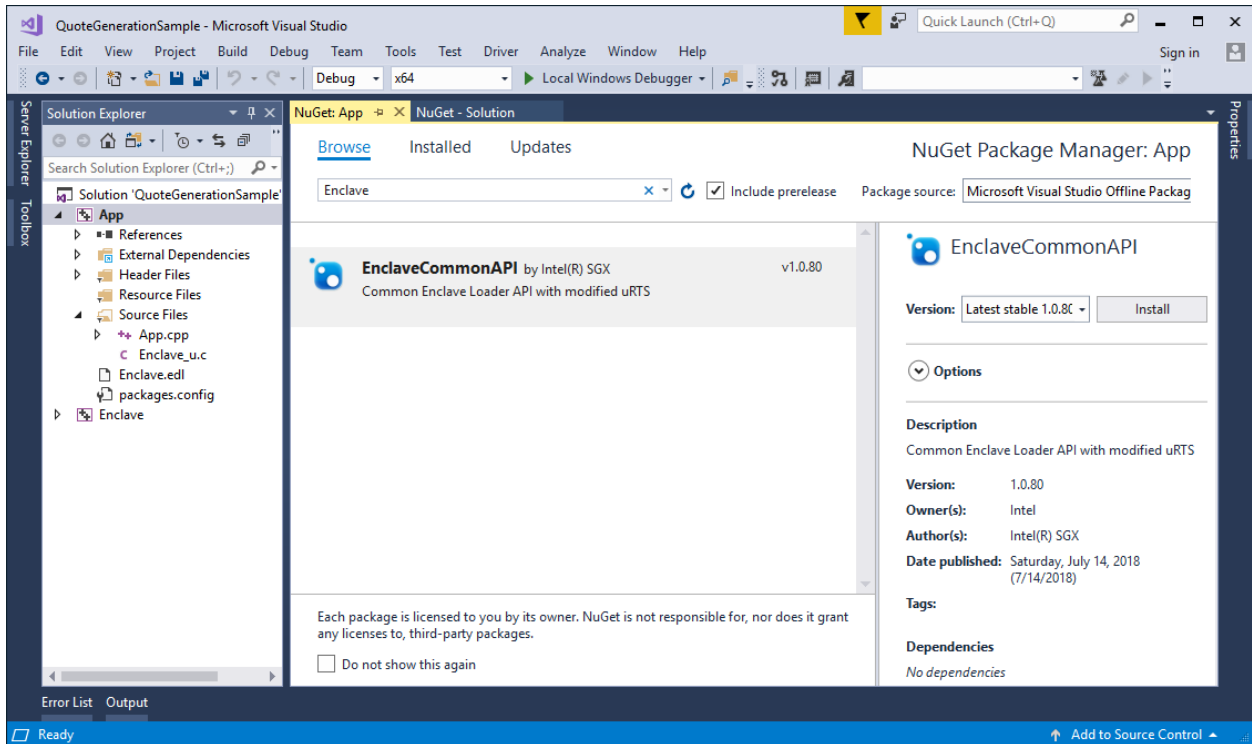 QuoteGenerationSample - Microsoft Visual Studio
Quick Launch (Ctrl+Q)
File Edit View Project Build Debug Team Tools Test Driver Analyze Window Help
Sign in
Debug x64 Local Windows Debugger
Server Explorer
Toolbox
Solution Explorer
Search Solution Explorer (Ctrl+;)
Solution 'QuoteGenerationSample'
App
References
External Dependencies
Header Files
Resource Files
Source Files
App.cpp
Enclave_u.c
Enclave.edl
packages.config
Enclave
NuGet: App NuGet - Solution
Browse Installed Updates
NuGet Package Manager: App
Enclave
Include prerelease
Package source: Microsoft Visual Studio Offline Packag
EnclaveCommonAPI by Intel(R) SGX v1.0.80
Common Enclave Loader API with modified uRTS
Each package is licensed to you by its owner. NuGet is not responsible for, nor does it grant
any licenses to, third-party packages.
Do not show this again
EnclaveCommonAPI
Version: Latest stable 1.0.80 Install
Options
Description
Common Enclave Loader API with modified uRTS
Version: 1.0.80
Owner(s): Intel
Author(s): Intel(R) SGX
Date published: Saturday, July 14, 2018
(7/14/2018)
Tags:
Dependencies
No dependencies
Properties
Error List Output
Ready
Add to Source Control